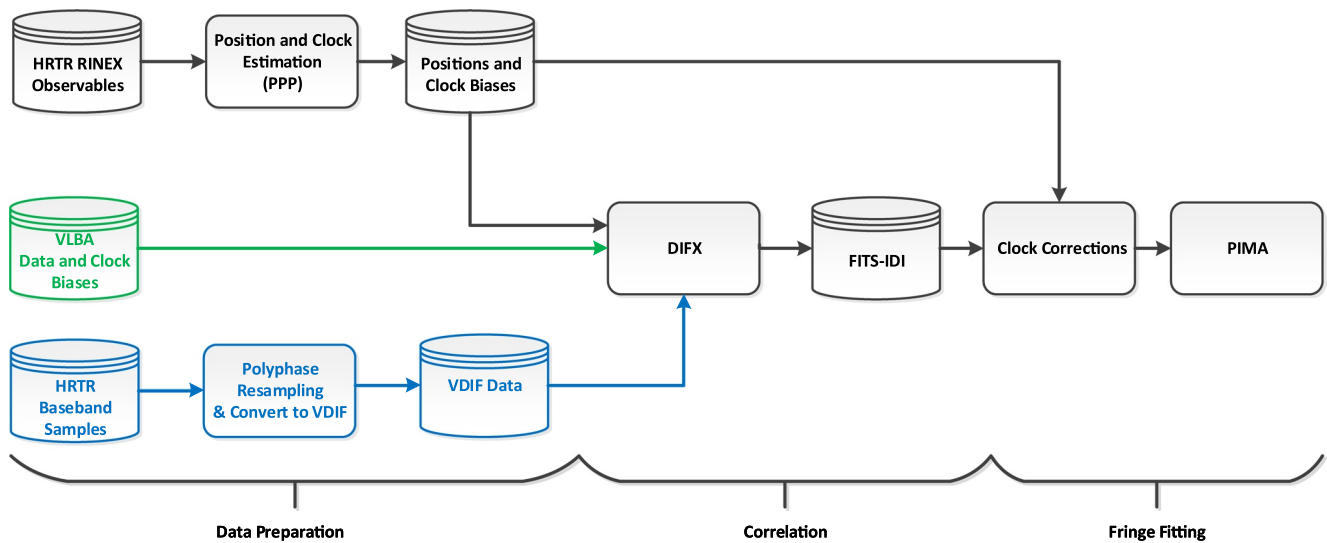 HRTR RINEX
Observables
Position and Clock
Estimation
(PPP)
Positions and
Clock Biases
VLBA
Data and Clock
Biases
DIFX
FITS-IDI
Clock Corrections
PIMA
HRTR
Baseband
Samples
Polyphase
Resampling
& Convert to VDIF
VDIF Data
Data Preparation
Correlation
Fringe Fitting